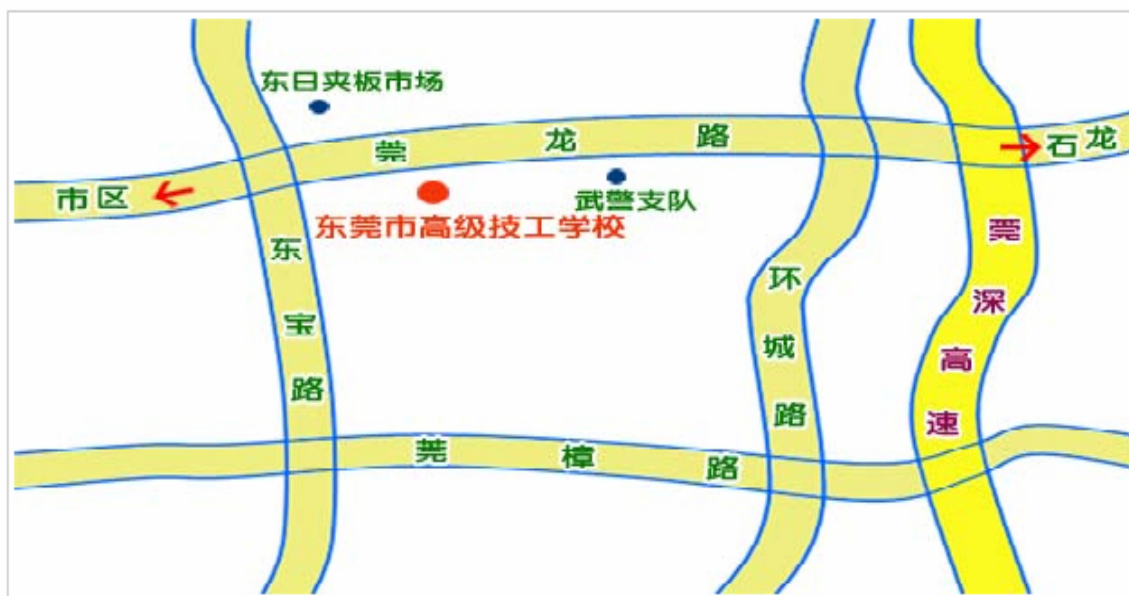 东日夹板市场
莞龙路
石龙
市区
武警支队
东莞市高级技工学校
东宝路
环城路
莞深高速
莞樟路